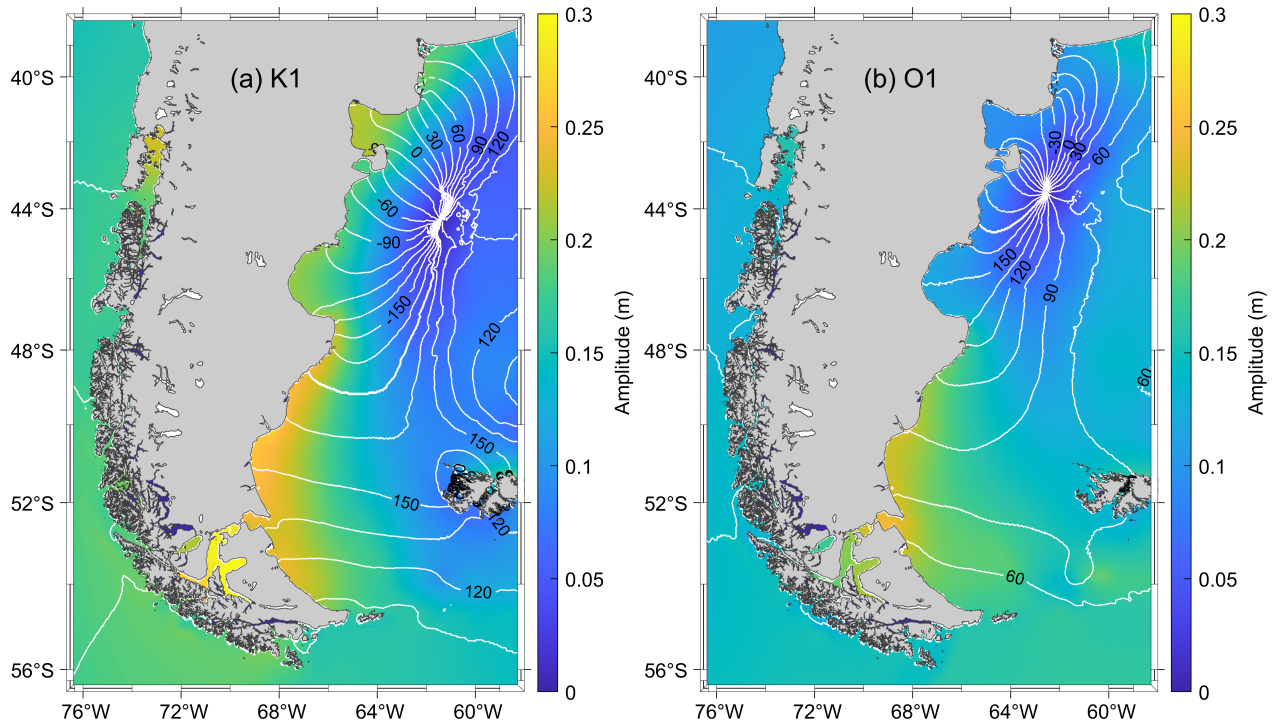 (a) K1
40°S
44°S
48°S
52°S
56°S
76°W
72°W
68°W
64°W
60°W
0
30
60
90
120
-60
-90
-150
120
150
150
120
120
0.3
0.25
0.2
0.15
0.1
0.05
0
Amplitude (m)
(b) O1
40°S
44°S
48°S
52°S
56°S
76°W
72°W
68°W
64°W
60°W
-30
0
30
60
150
120
90
60
60
0.3
0.25
0.2
0.15
0.1
0.05
0
Amplitude (m)